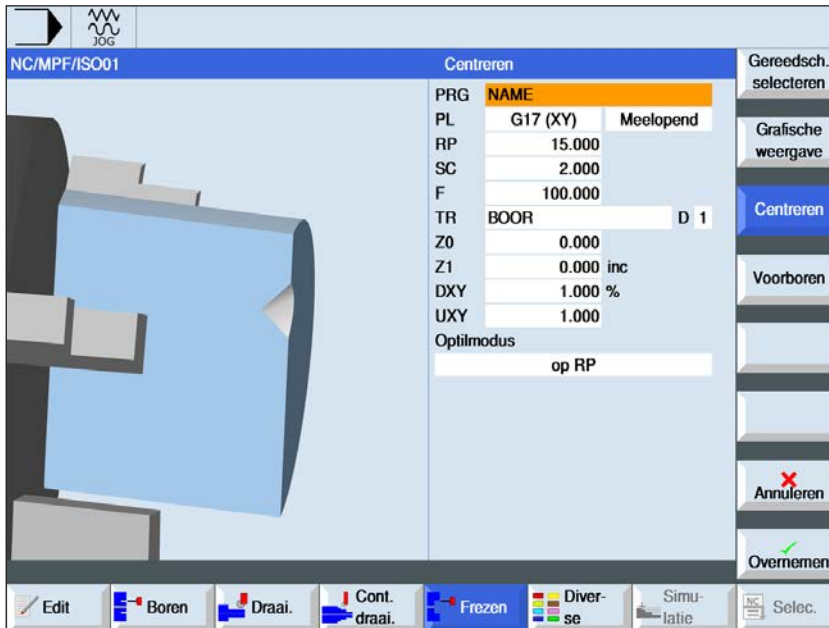 JOG
NC/MPF/ISO01
Centreren
PRG NAME
PL G17 (XY) Meelopend
RP 15.000
SC 2.000
F 100.000
TR BOOR D 1
Z0 0.000
Z1 0.000 inc
DXY 1.000 %
UXY 1.000
Optilmodus
op RP
Gereedsch.
selecteren
Grafische
weergave
Centreren
Voorboren
Annuleren
Overnemen
Edit
Boren
Draai.
Cont.
draai.
Frezen
Diver-
se
Simu-
latie
NC
Selec.